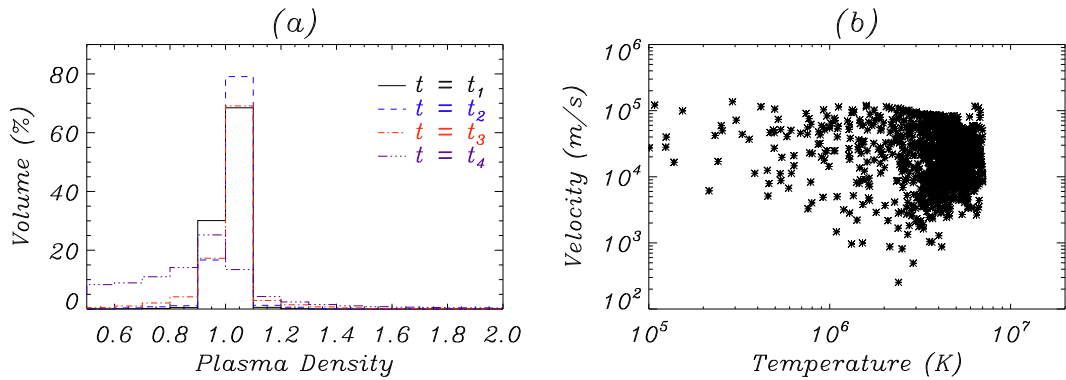 (a)
Volume (%)
80
60
40
20
0
0.6 0.8 1.0 1.2 1.4 1.6 1.8 2.0
Plasma Density
t = t1
t = t2
t = t3
t = t4
(b)
Velocity (m/s)
10^6
10^5
10^4
10^3
10^2
10^5 10^6 10^7
Temperature (K)